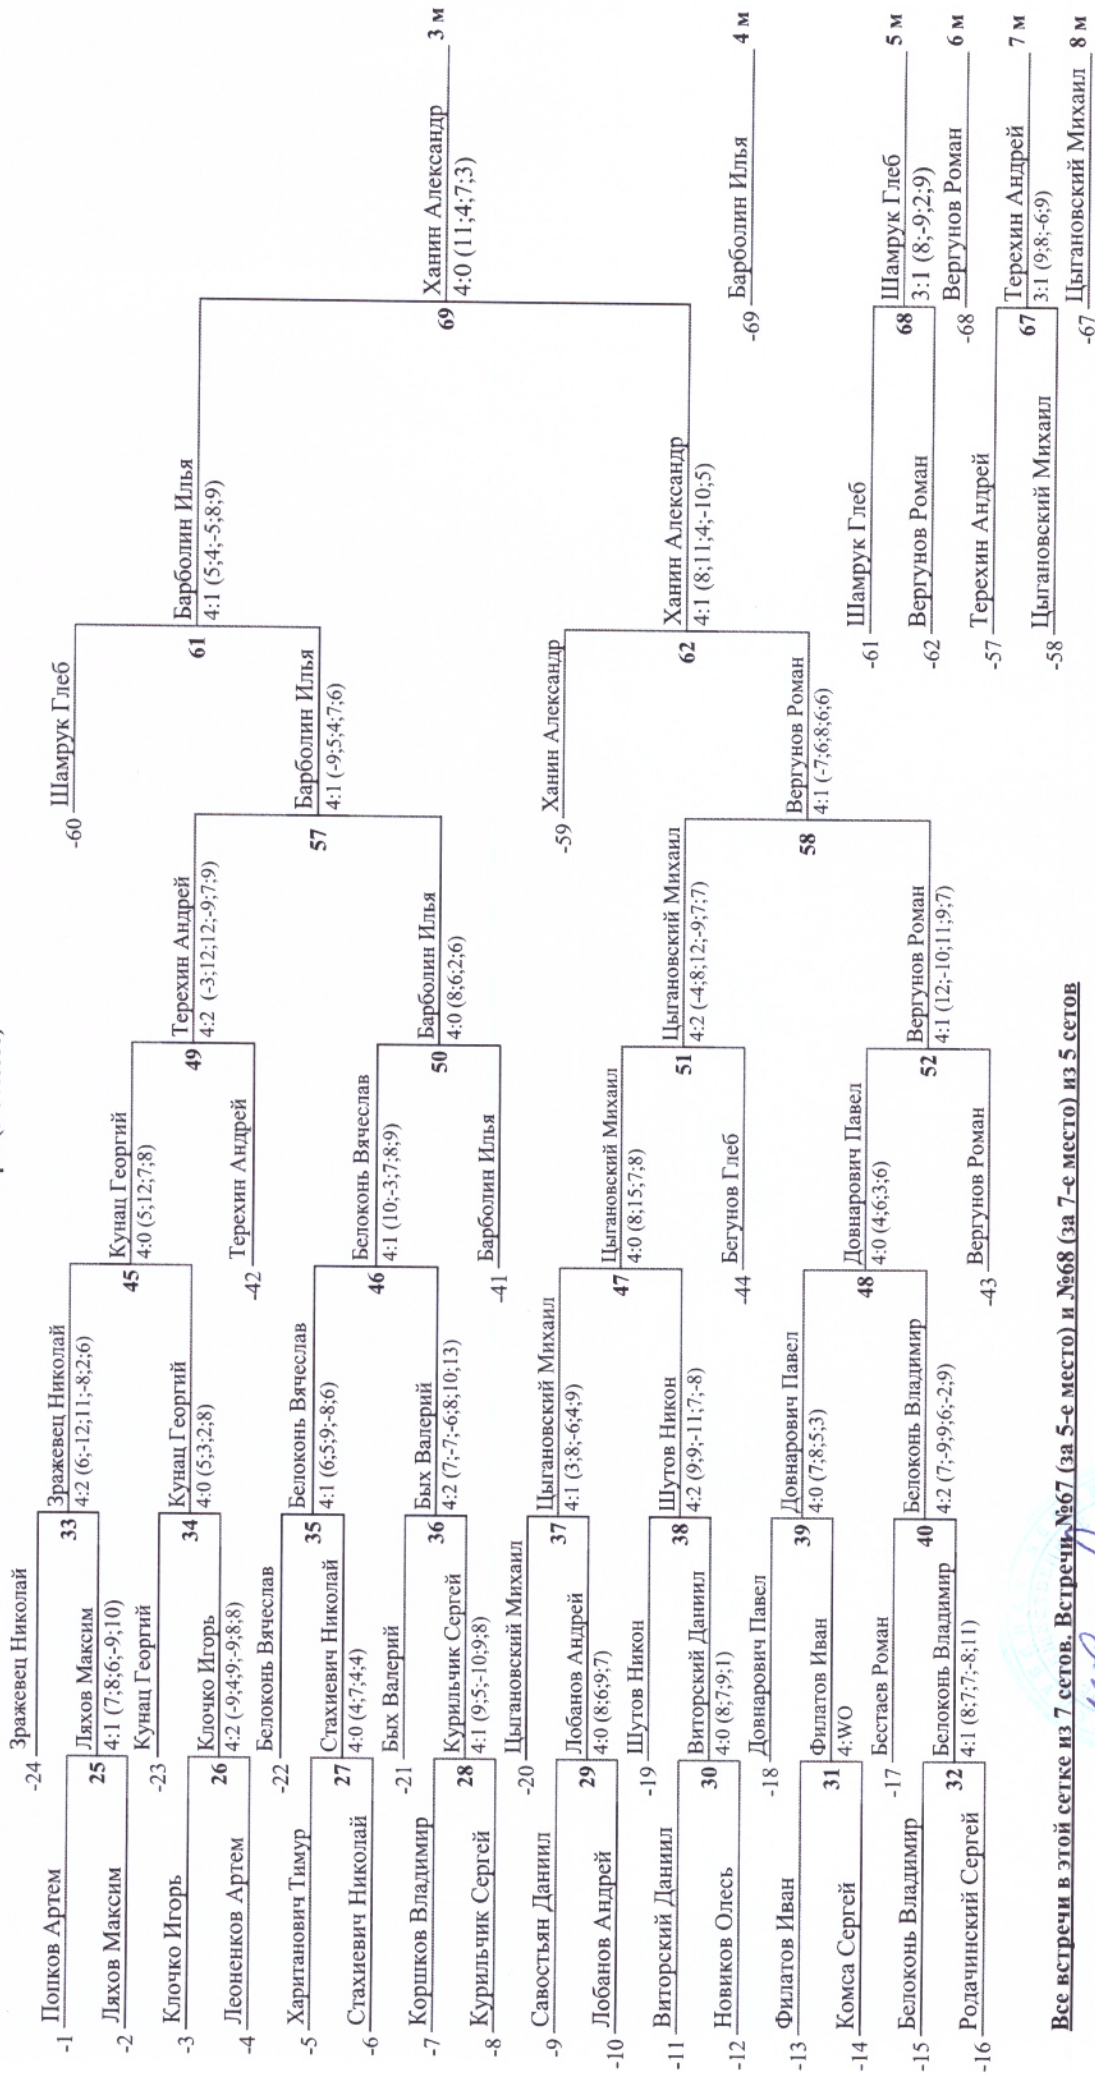 -1 Попков Артем
-2 Ляхов Максим
-3 Клочко Игорь
-4 Леоненков Артем
-5 Хаританович Тимур
-6 Стахиевич Николай
-7 Коршков Владимир
-8 Курильчик Сергей
-9 Савостьян Даниил
-10 Лобанов Андрей
-11 Виторский Даниил
-12 Новиков Олесь
-13 Филатов Иван
-14 Комса Сергей
-15 Белоконь Владимир
-16 Родачинский Сергей
-24 Зражевец Николай
25 Ляхов Максим
4:1 (7;8;6;-9;10)
-23 Кунац Георгий
26 Клочко Игорь
4:2 (-9;4;9;-9;8;8)
-22 Белоконь Вячеслав
27 Стахиевич Николай
4:0 (4;7;4;4)
-21 Бых Валерий
28 Курильчик Сергей
4:1 (9;5;-10;9;8)
-20 Цыгановский Михаил
29 Лобанов Андрей
4:0 (8;6;9;7)
-19 Шутов Никон
30 Виторский Даниил
4:0 (8;7;9;1)
-18 Довнарович Павел
31 Филатов Иван
4:WO
-17 Бестаев Роман
32 Белоконь Владимир
4:1 (8;7;7;-8;11)
33 Зражевец Николай
4:2 (6;-12;11;-8;2;6)
34 Кунац Георгий
4:0 (5;3;2;8)
35 Белоконь Вячеслав
4:1 (6;5;9;-8;6)
36 Бых Валерий
4:2 (7;-7;-6;8;10;13)
37 Цыгановский Михаил
4:1 (3;8;-6;4;9)
38 Шутов Никон
4:2 (9;9;-11;7;-8)
39 Довнарович Павел
4:0 (7;8;5;3)
40 Белоконь Владимир
4:2 (7;-9;9;6;-2;9)
45 Кунац Георгий
4:0 (5;12;7;8)
-42 Терехин Андрей
46 Белоконь Вячеслав
4:1 (10;-3;7;8;9)
-41 Барболин Илья
47 Цыгановский Михаил
4:0 (8;15;7;8)
-44 Бегунов Глеб
48 Довнарович Павел
4:0 (4;6;3;6)
-43 Вергунов Роман
49 Терехин Андрей
4:2 (-3;12;12;-9;7;9)
50 Барболин Илья
4:0 (8;6;2;6)
51 Цыгановский Михаил
4:2 (-4;8;12;-9;7;7)
52 Вергунов Роман
4:1 (12;-10;11;9;7)
-60 Шамрук Глеб
57 Барболин Илья
4:1 (-9;5;4;7;6)
-59 Ханин Александр
58 Вергунов Роман
4:1 (-7;6;8;6;6)
61 Барболин Илья
4:1 (5;4;-5;8;9)
62 Ханин Александр
4:1 (8;11;4;-10;5)
69 Ханин Александр 3 м
4:0 (11;4;7;3)
-69 Барболин Илья 4 м
-61 Шамрук Глеб
-62 Вергунов Роман
68 Шамрук Глеб 5 м
3:1 (8;-9;2;9)
-68 Вергунов Роман 6 м
-57 Терехин Андрей
-58 Цыгановский Михаил
67 Терехин Андрей 7 м
3:1 (9;8;-6;9)
-67 Цыгановский Михаил 8 м
Все встречи в этой сетке из 7 сетов. Встречи №67 (за 5-е место) и №68 (за 7-е место) из 5 сетов